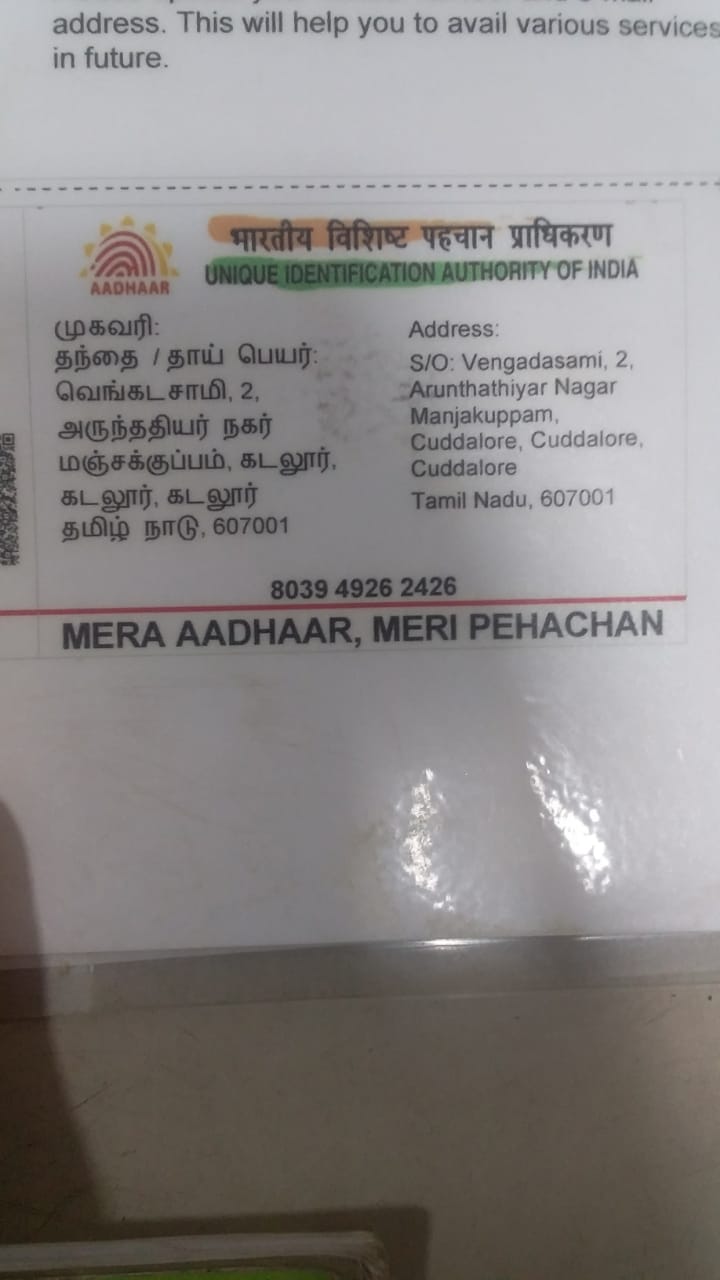 address. This will help you to avail various services
in future.
AADHAAR
भारतीय विशिष्ट पहचान प्राधिकरण
UNIQUE IDENTIFICATION AUTHORITY OF INDIA
முகவரி:
தந்தை / தாய் பெயர்:
வெங்கடசாமி, 2,
அருந்ததியர் நகர்
மஞ்சக்குப்பம், கடலூர்,
கடலூர், கடலூர்
தமிழ் நாடு, 607001
Address:
S/O: Vengadasami, 2,
Arunthathiyar Nagar
Manjakuppam,
Cuddalore, Cuddalore,
Cuddalore
Tamil Nadu, 607001
8039 4926 2426
MERA AADHAAR, MERI PEHACHAN